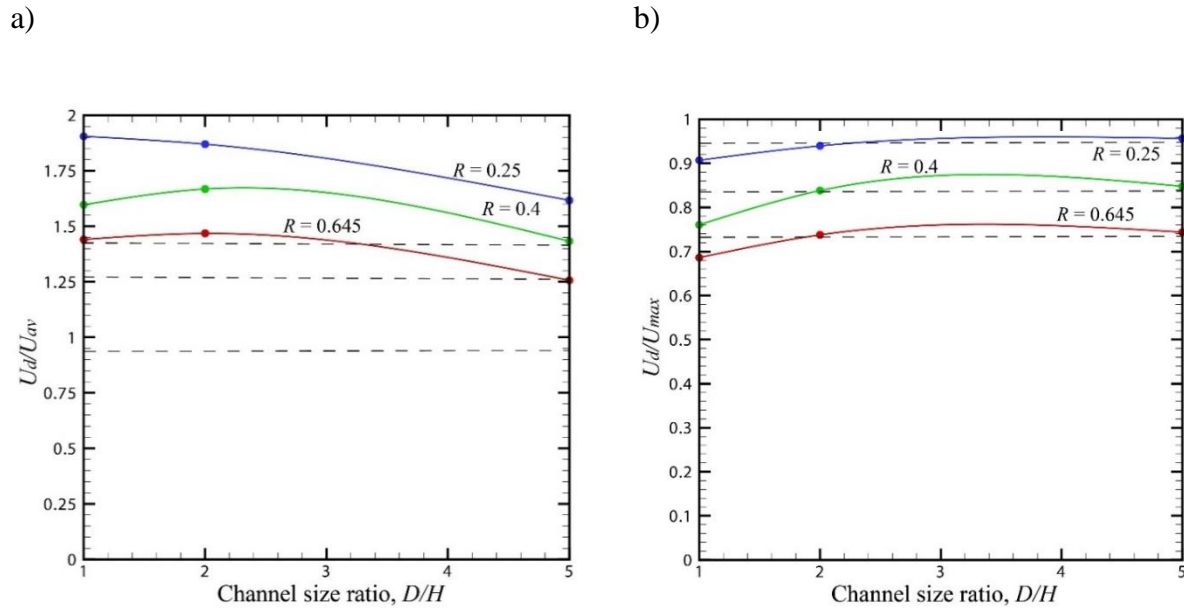 a)
b)
2
1.75
1.5
1.25
1
0.75
0.5
0.25
0
R = 0.25
R = 0.4
R = 0.645
Ud/Uav
1 2 3 4 5
Channel size ratio, D/H
1
0.9
0.8
0.7
0.6
0.5
0.4
0.3
0.2
0.1
0
R = 0.4
R = 0.25
R = 0.645
Ud/Umax
1 2 3 4 5
Channel size ratio, D/H